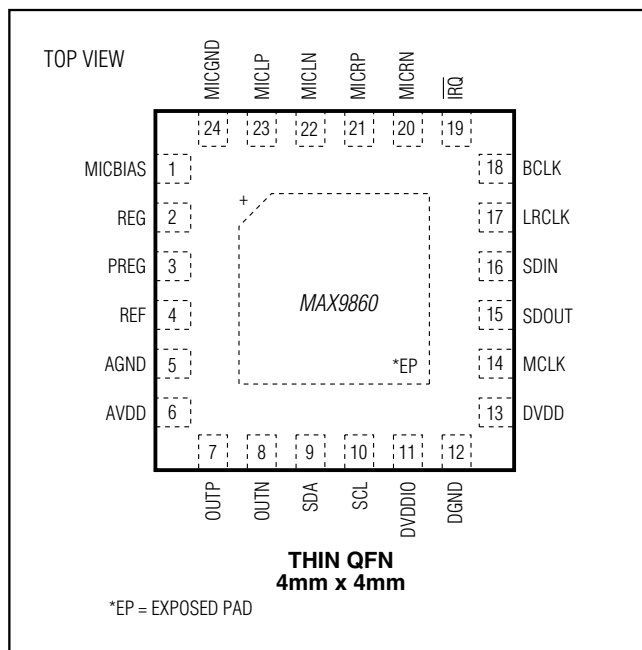 TOP VIEW
MICGND
MICLP
MICLN
MICRP
MICRN
IRQ
24 23 22 21 20 19
MICBIAS 1
REG 2
PREG 3
REF 4
AGND 5
AVDD 6
+
MAX9860
*EP
18 BCLK
17 LRCLK
16 SDIN
15 SDOUT
14 MCLK
13 DVDD
7 8 9 10 11 12
OUTP
OUTN
SDA
SCL
DVDDIO
DGND
THIN QFN
4mm x 4mm
*EP = EXPOSED PAD